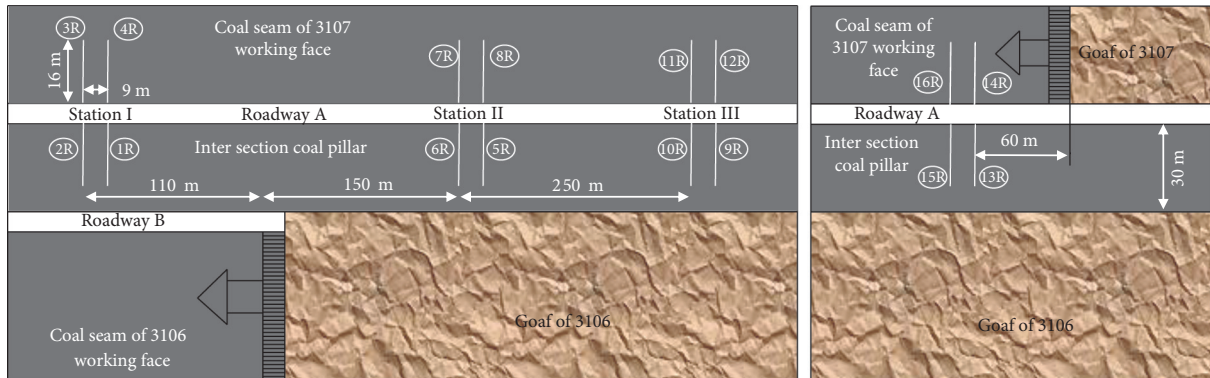 3R
4R
Coal seam of 3107
working face
16 m
9 m
7R
8R
11R
12R
Station I
Roadway A
Station II
Station III
2R
1R
Inter section coal pillar
6R
5R
10R
9R
110 m
150 m
250 m
Roadway B
Coal seam of 3106
working face
Goaf of 3106
Coal seam of
3107 working
face
Goaf of 3107
16R
14R
Roadway A
Inter section
coal pillar
60 m
15R
13R
30 m
Goaf of 3106